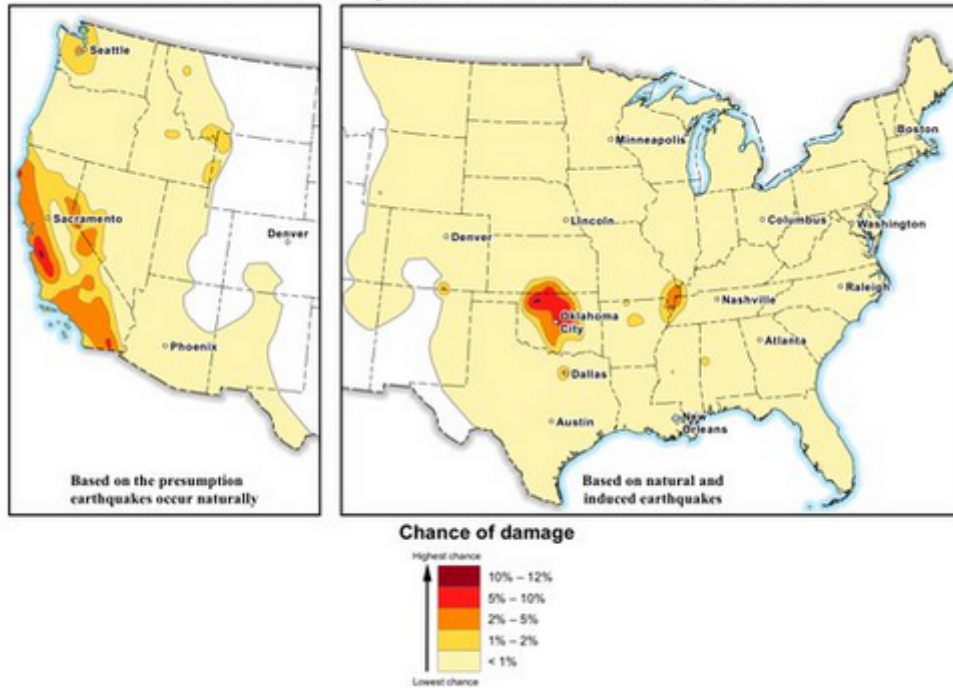 Seattle
Sacramento
Denver
Phoenix
Based on the presumption
earthquakes occur naturally
Minneapolis
Boston
Lincoln
Columbus
Washington
Denver
Raleigh
Nashville
Oklahoma
City
Atlanta
Dallas
Austin
New
Orleans
Based on natural and
induced earthquakes
Chance of damage
Highest chance
10% – 12%
5% – 10%
2% – 5%
1% – 2%
< 1%
Lowest chance